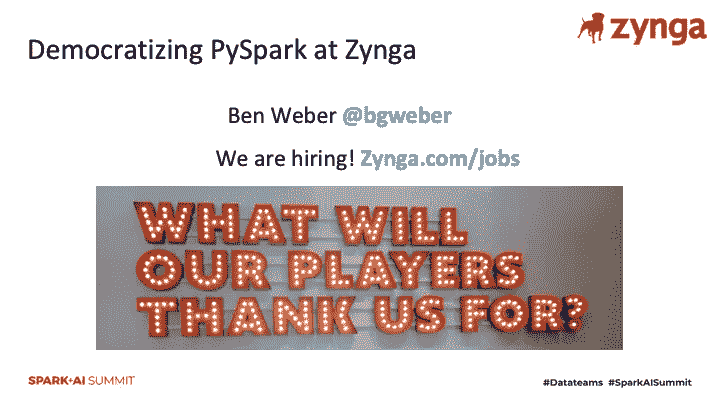 Democratizing PySpark at Zynga
zynga
Ben Weber @bgweber
We are hiring! Zynga.com/jobs
WHAT WILL
OUR PLAYERS
THANK US FOR?
SPARK+AI SUMMIT
#Datateams #SparkAISummit